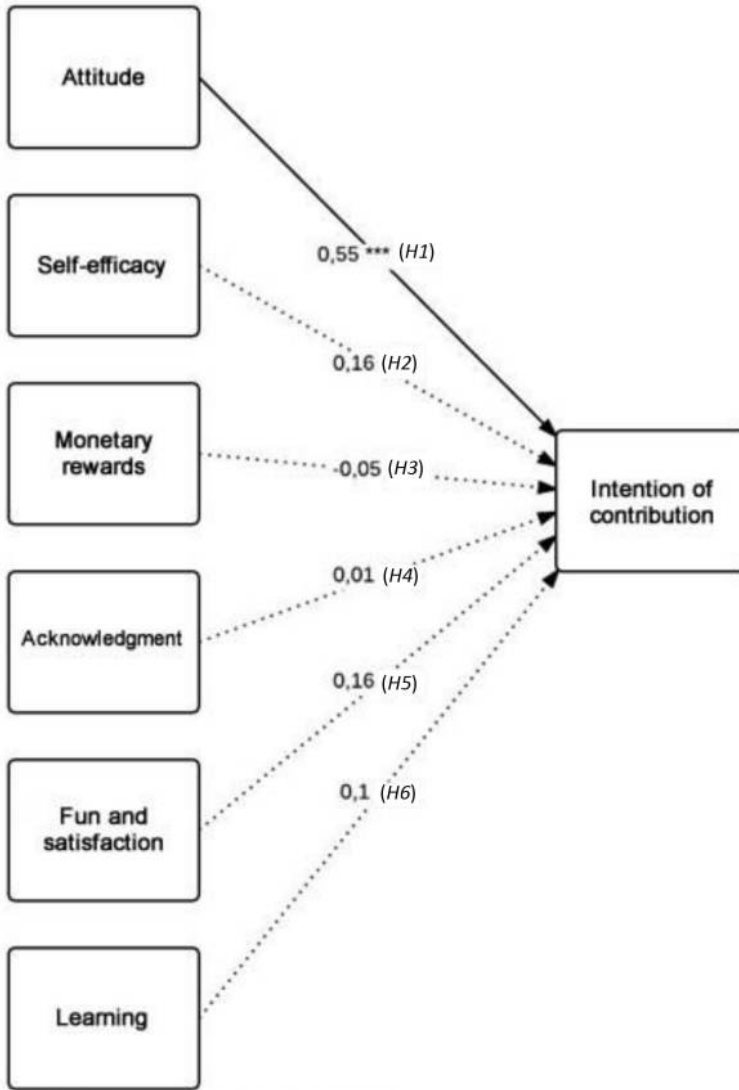 Attitude
0,55 *** (H1)
Self-efficacy
0,16 (H2)
Monetary
rewards
-0,05 (H3)
Intention of
contribution
Acknowledgment
0,01 (H4)
0,16 (H5)
Fun and
satisfaction
0,1 (H6)
Learning